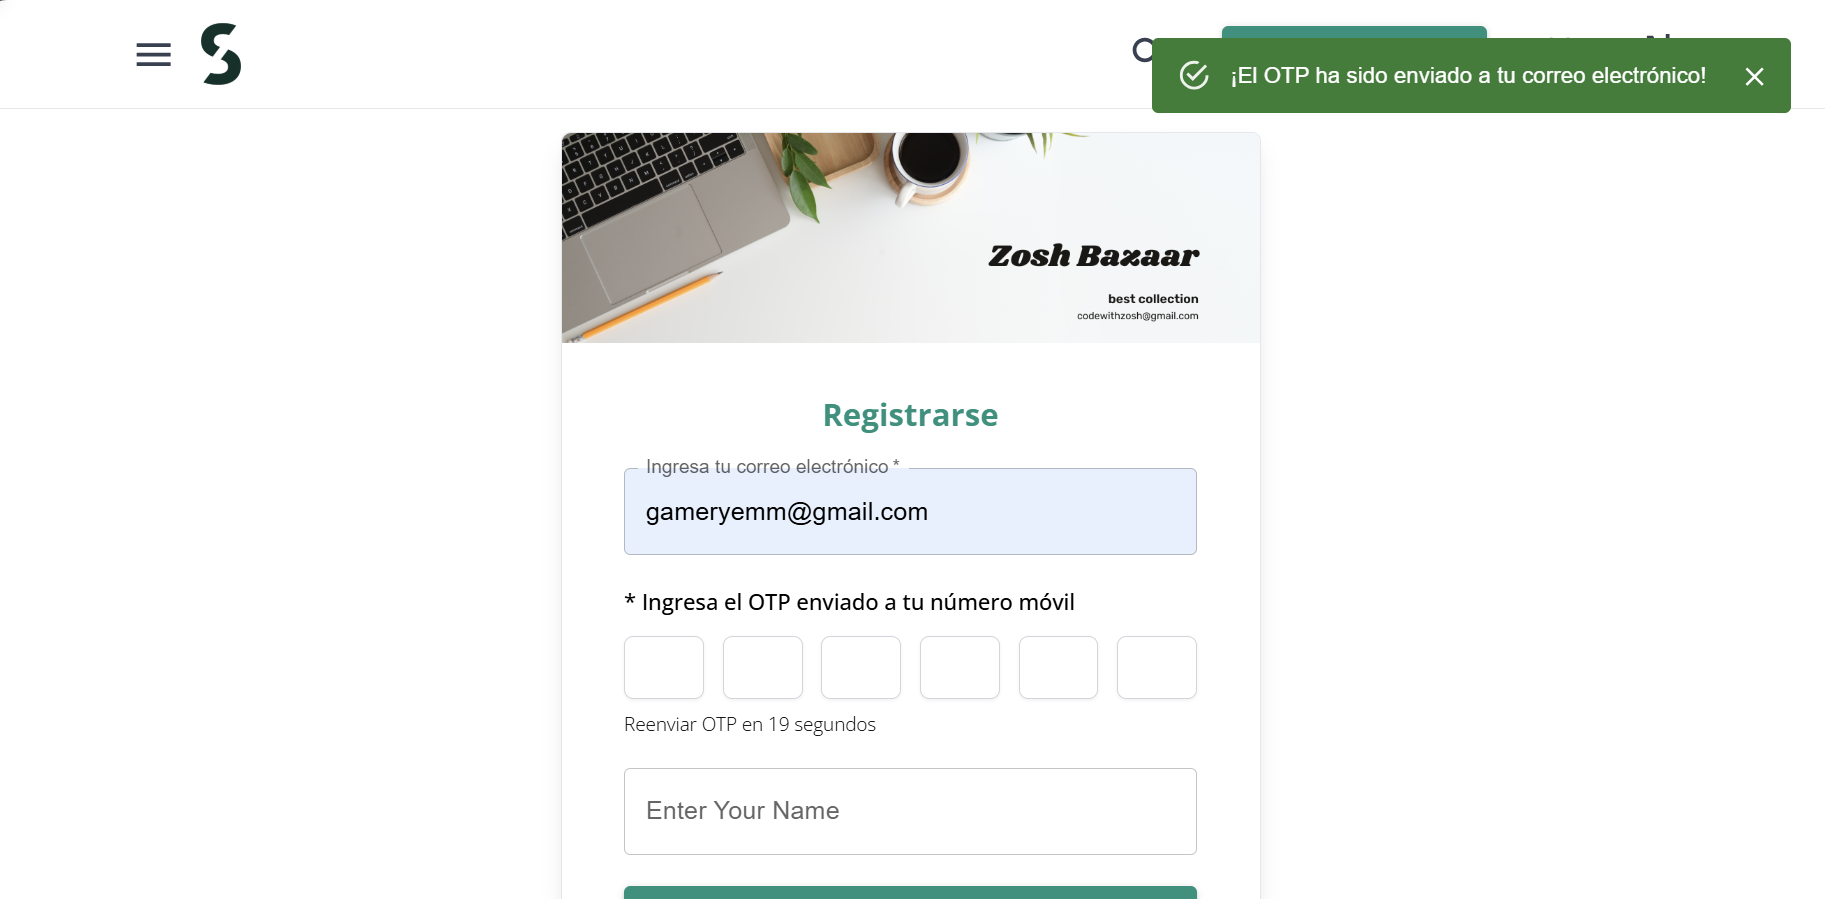 ¡El OTP ha sido enviado a tu correo electrónico!
Zosh Bazaar
best collection
codewithzosh@gmail.com
Registrarse
Ingresa tu correo electrónico *
gameryemm@gmail.com
* Ingresa el OTP enviado a tu número móvil
Reenviar OTP en 19 segundos
Enter Your Name